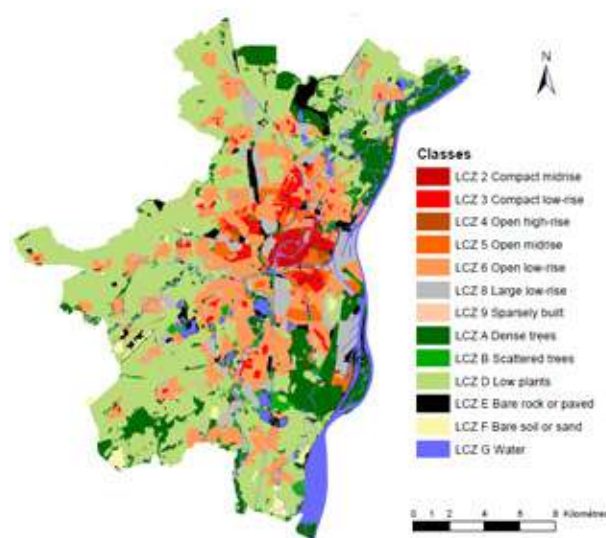 N
Classes
LCZ 2 Compact midrise
LCZ 3 Compact low-rise
LCZ 4 Open high-rise
LCZ 5 Open midrise
LCZ 6 Open low-rise
LCZ 8 Large low-rise
LCZ 9 Sparsely built
LCZ A Dense trees
LCZ B Scattered trees
LCZ D Low plants
LCZ E Bare rock or paved
LCZ F Bare soil or sand
LCZ G Water
0 1 2 4 6 8 Kilomètres